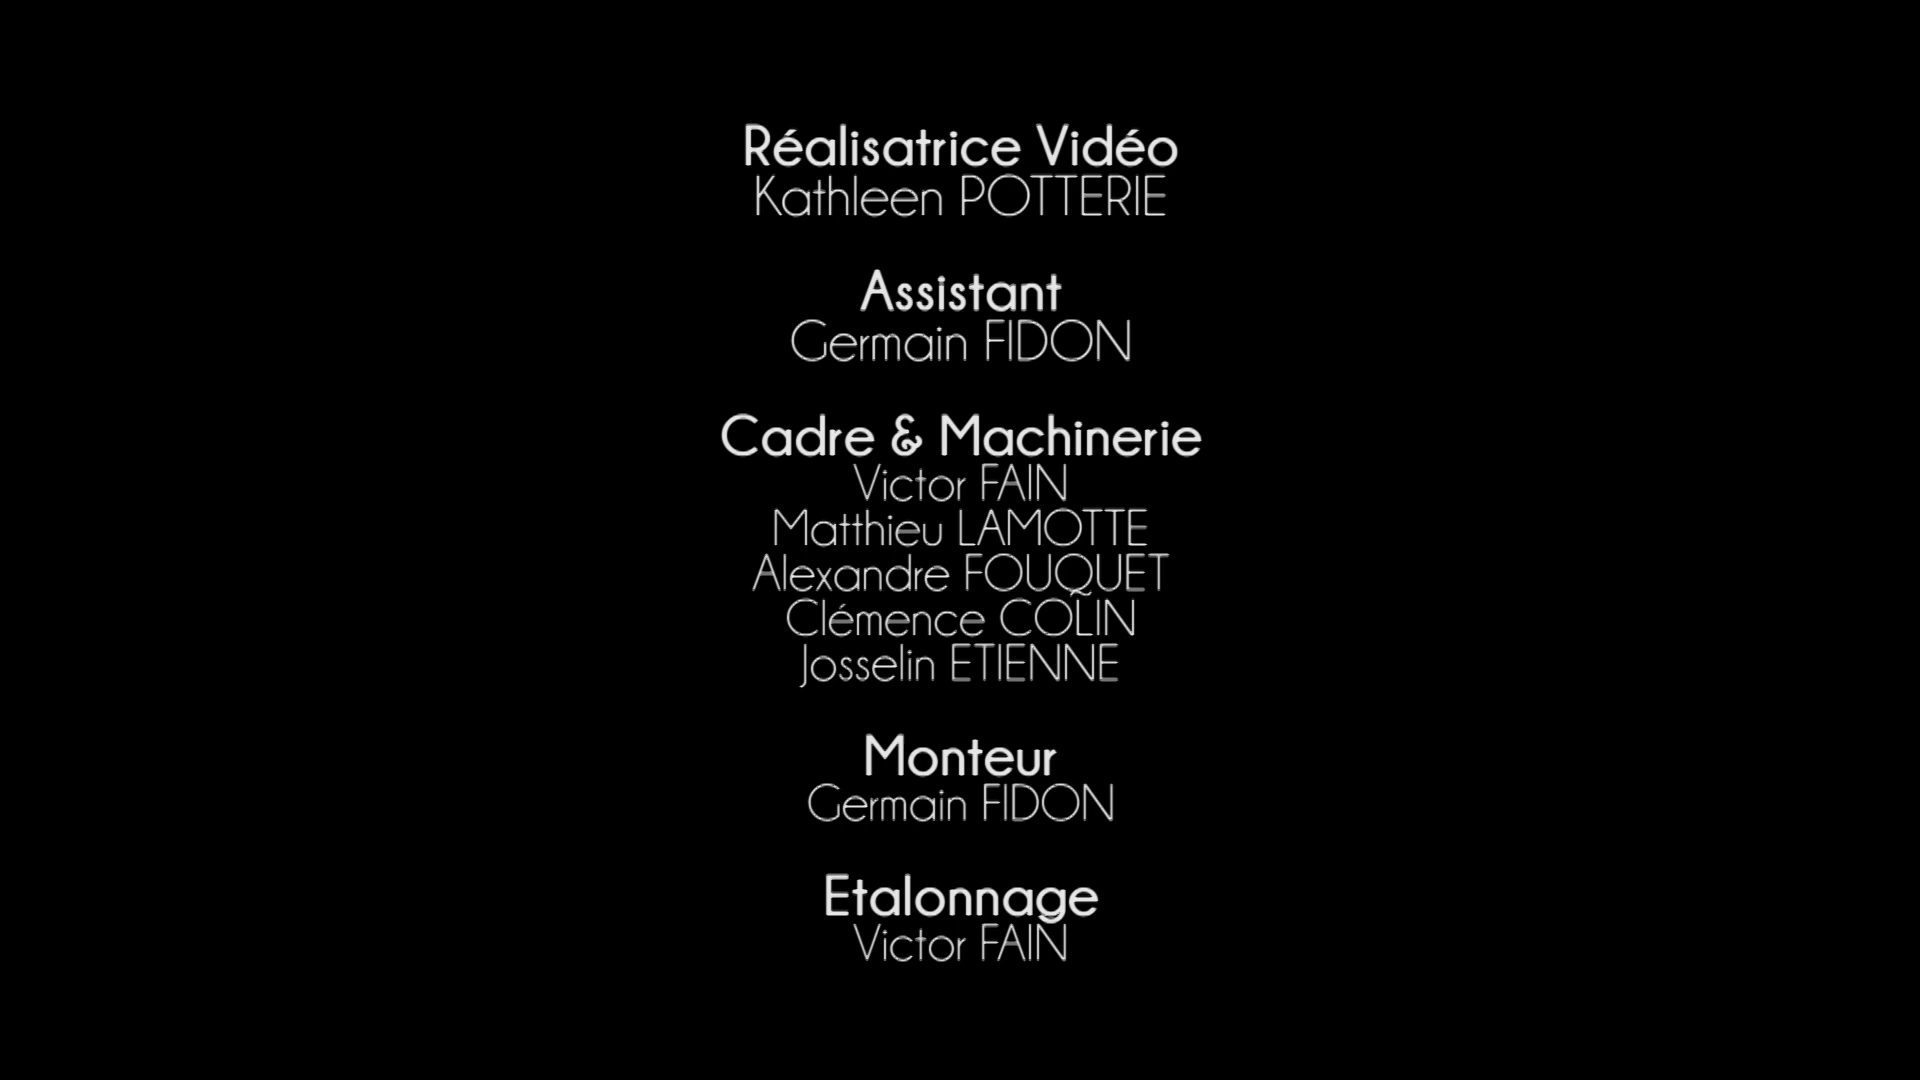 Réalisatrice Vidéo
Kathleen POTTERIE
Assistant
Germain FIDON
Cadre & Machinerie
Victor FAIN
Matthieu LAMOTTE
Alexandre FOUQUET
Clémence COLIN
Josselin ETIENNE
Monteur
Germain FIDON
Etalonnage
Victor FAIN